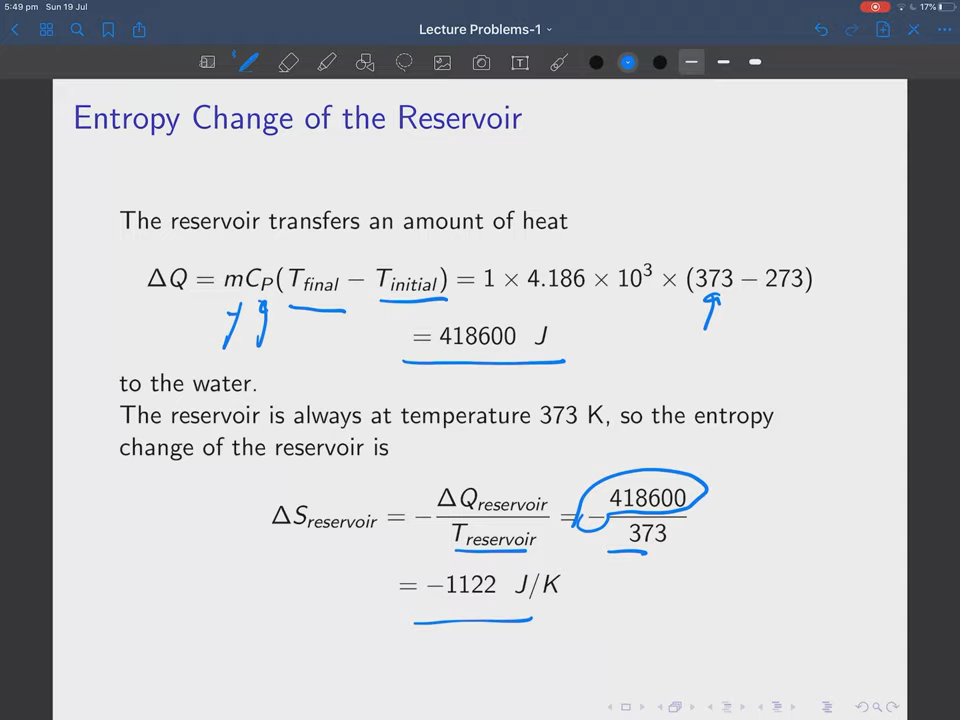 5:49 pm Sun 19 Jul
17%
Lecture Problems-1
Entropy Change of the Reservoir
The reservoir transfers an amount of heat
ΔQ = mC_P(T_final − T_initial) = 1 × 4.186 × 10³ × (373 − 273)
= 418600 J
to the water.
The reservoir is always at temperature 373 K, so the entropy
change of the reservoir is
ΔS_reservoir = − ΔQ_reservoir / T_reservoir = − 418600 / 373
= −1122 J/K